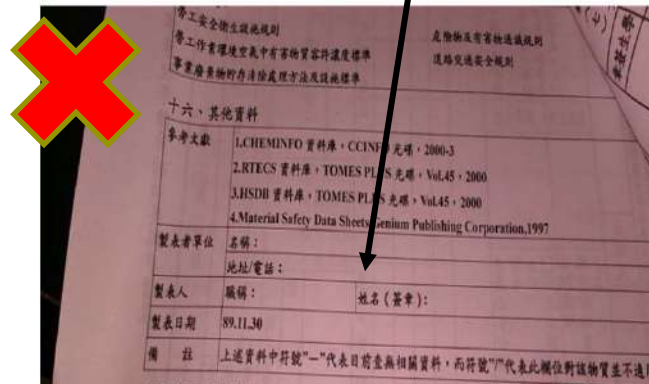 勞工安全衛生設施規則
危險物及有害物通識規則
勞工作業環境空氣中有害物質容許濃度標準
道路交通安全規則
事業廢棄物貯存清除處理方法及設施標準
十六、其他資料
參考文獻 1.CHEMINFO 資料庫，CCINFO 光碟，2000-3
2.RTECS 資料庫，TOMES PLUS 光碟，Vol.45，2000
3.HSDB 資料庫，TOMES PLUS 光碟，Vol.45，2000
4.Material Safety Data Sheets, Genium Publishing Corporation,1997
製表者單位 名稱：
地址/電話：
製表人 職稱： 姓名（簽章）：
製表日期 89.11.30
備 註 上述資料中符號"－"代表目前查無相關資料，而符號"/"代表此欄位對該物質並不適用